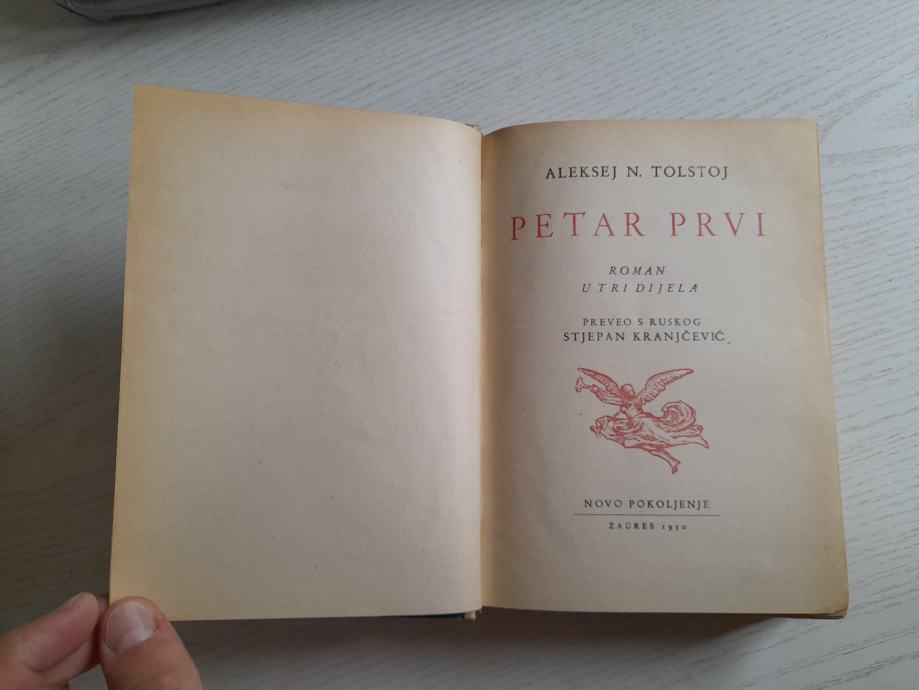 ALEKSEJ N. TOLSTOJ
PETAR PRVI
ROMAN
U TRI DIJELA
PREVEO S RUSKOG
STJEPAN KRANJČEVIĆ
NOVO POKOLJENJE
ZAGREB 1950